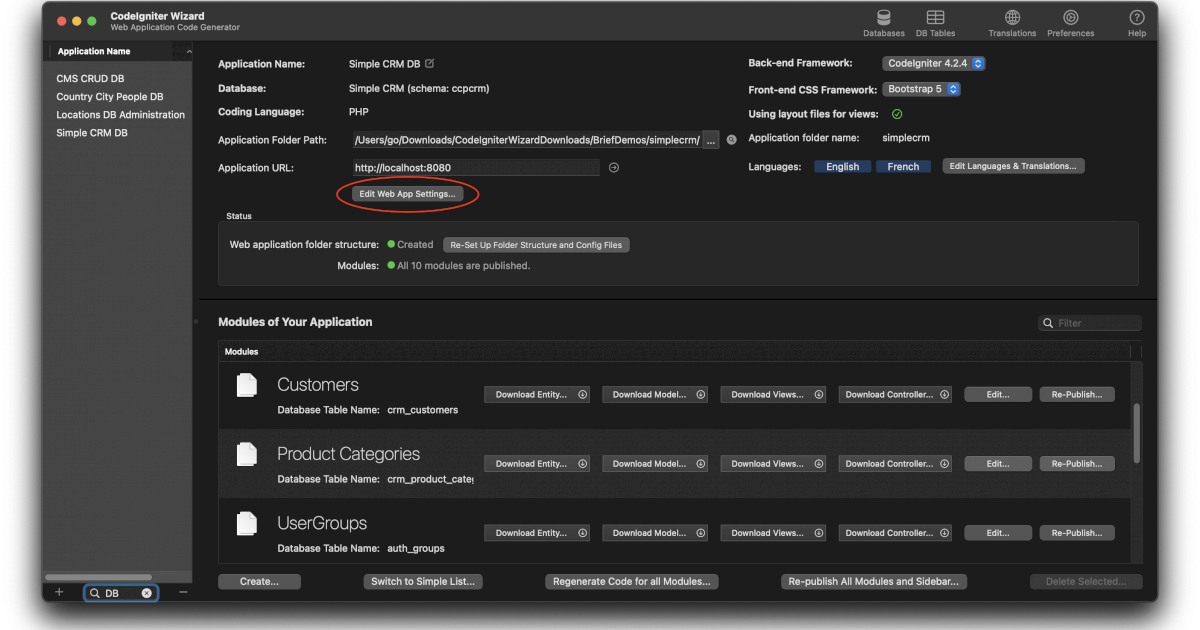 CodeIgniter Wizard
Web Application Code Generator
Databases
DB Tables
Translations
Preferences
Help
Application Name
CMS CRUD DB
Country City People DB
Locations DB Administration
Simple CRM DB
Application Name: Simple CRM DB
Database: Simple CRM (schema: ccpcrm)
Coding Language: PHP
Application Folder Path: /Users/go/Downloads/CodeIgniterWizardDownloads/BriefDemos/simplecrm/ ...
Application URL: http://localhost:8080
Edit Web App Settings...
Back-end Framework: CodeIgniter 4.2.4
Front-end CSS Framework: Bootstrap 5
Using layout files for views:
Application folder name: simplecrm
Languages: English French Edit Languages & Translations...
Status
Web application folder structure: Created Re-Set Up Folder Structure and Config Files
Modules: All 10 modules are published.
Modules of Your Application
Filter
Modules
Customers
Database Table Name: crm_customers
Download Entity... Download Model... Download Views... Download Controller... Edit... Re-Publish...
Product Categories
Database Table Name: crm_product_cate
Download Entity... Download Model... Download Views... Download Controller... Edit... Re-Publish...
UserGroups
Database Table Name: auth_groups
Download Entity... Download Model... Download Views... Download Controller... Edit... Re-Publish...
Create... Switch to Simple List... Regenerate Code for all Modules... Re-publish All Modules and Sidebar... Delete Selected...
+ DB −